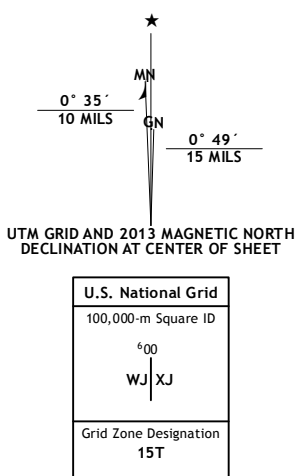 ★
MN
0° 35´
10 MILS
GN
0° 49´
15 MILS
UTM GRID AND 2013 MAGNETIC NORTH
DECLINATION AT CENTER OF SHEET
U.S. National Grid
100,000-m Square ID
⁶00
WJ XJ
Grid Zone Designation
15T